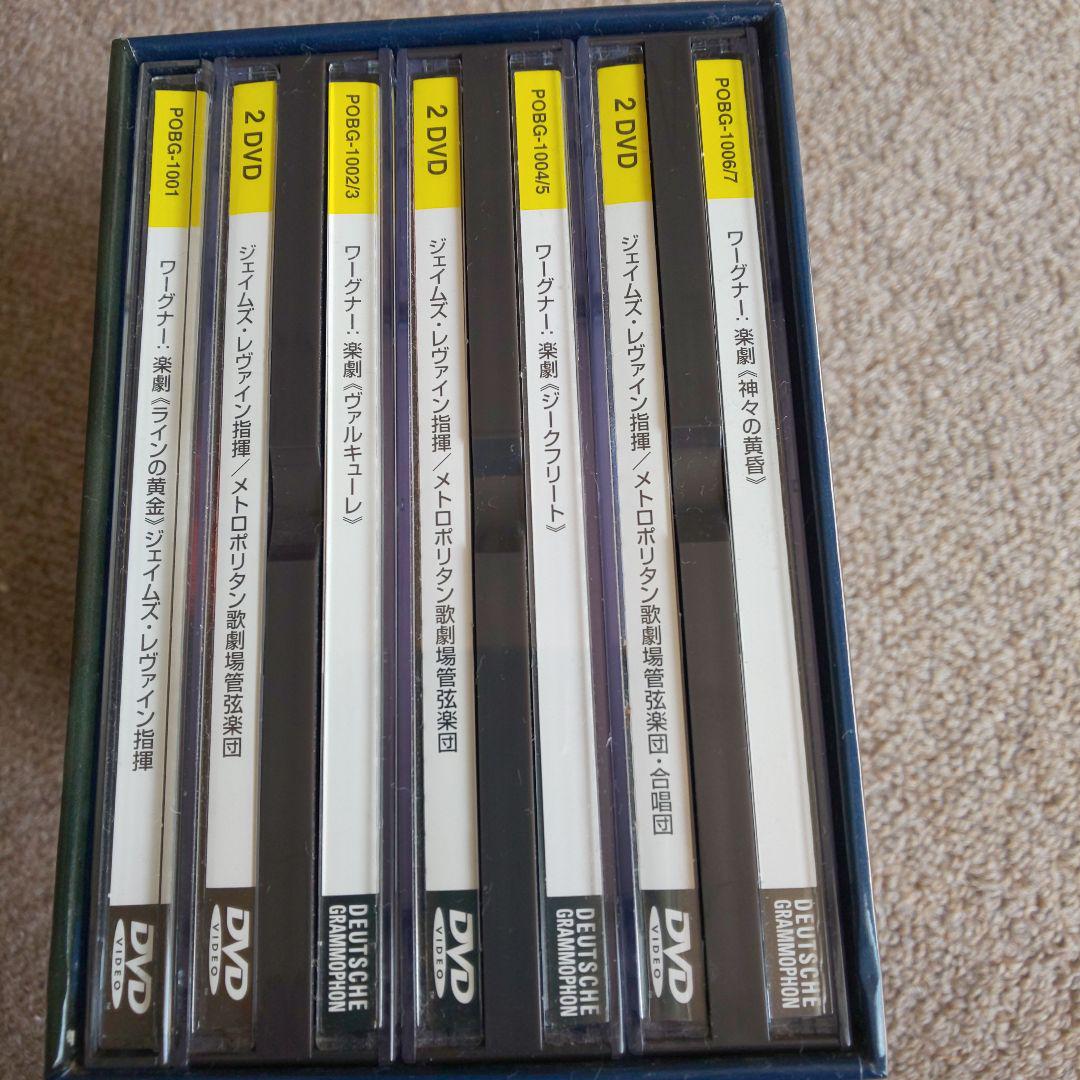 POBG-1001
ワーグナー：楽劇《ラインの黄金》ジェイムズ・レヴァイン指揮
DVD
VIDEO
2 DVD
ジェイムズ・レヴァイン指揮／メトロポリタン歌劇場管弦楽団
DVD
VIDEO
POBG-1002/3
ワーグナー：楽劇《ヴァルキューレ》
DEUTSCHE
GRAMMOPHON
2 DVD
ジェイムズ・レヴァイン指揮／メトロポリタン歌劇場管弦楽団
DVD
VIDEO
POBG-1004/5
ワーグナー：楽劇《ジークフリート》
DEUTSCHE
GRAMMOPHON
2 DVD
ジェイムズ・レヴァイン指揮／メトロポリタン歌劇場管弦楽団・合唱団
DVD
VIDEO
POBG-1006/7
ワーグナー：楽劇《神々の黄昏》
DEUTSCHE
GRAMMOPHON